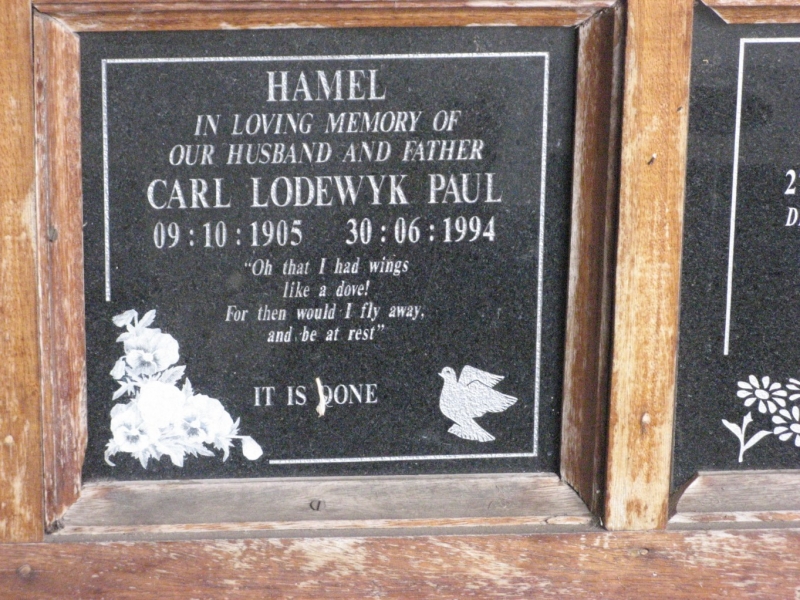 HAMEL
IN LOVING MEMORY OF
OUR HUSBAND AND FATHER
CARL LODEWYK PAUL
09 : 10 : 1905 30 : 06 : 1994
“Oh that I had wings
like a dove!
For then would I fly away,
and be at rest”
IT IS DONE
2